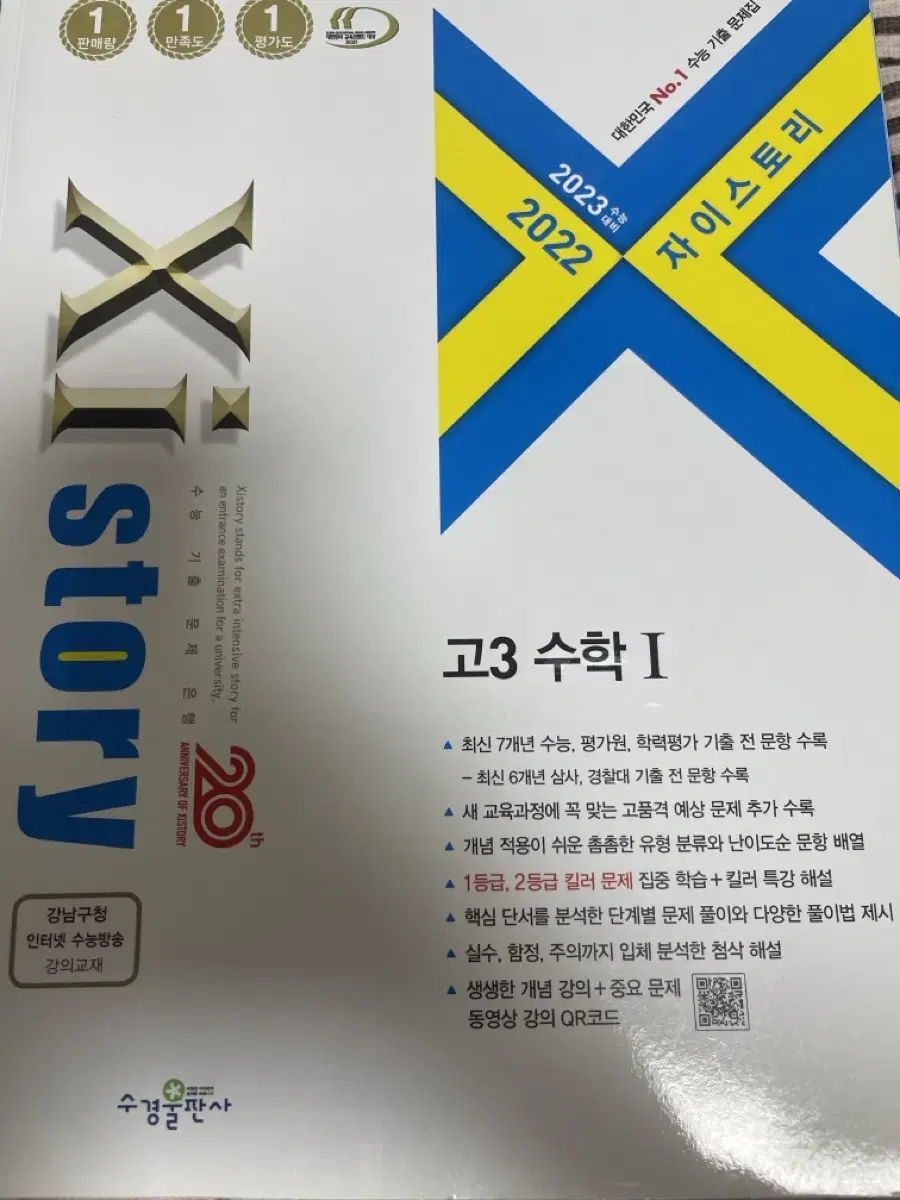 1
판매량
1
만족도
1
평가도
대한민국 No.1 수능 기출 문제집
자이스토리
2023 수능 대비
2022
Xi
story
Xistory stands for extra intensive story for
an entrance examination for a university.
수능 기출 문제 은행
20th
ANNIVERSARY OF XISTORY
고3 수학 I
▲ 최신 7개년 수능, 평가원, 학력평가 기출 전 문항 수록
– 최신 6개년 삼사, 경찰대 기출 전 문항 수록
▲ 새 교육과정에 꼭 맞는 고품격 예상 문제 추가 수록
▲ 개념 적용이 쉬운 촘촘한 유형 분류와 난이도순 문항 배열
▲ 1등급, 2등급 킬러 문제 집중 학습+킬러 특강 해설
▲ 핵심 단서를 분석한 단계별 문제 풀이와 다양한 풀이법 제시
▲ 실수, 함정, 주의까지 입체 분석한 첨삭 해설
▲ 생생한 개념 강의+중요 문제
동영상 강의 QR코드
강남구청
인터넷 수능방송
강의교재
수경출판사